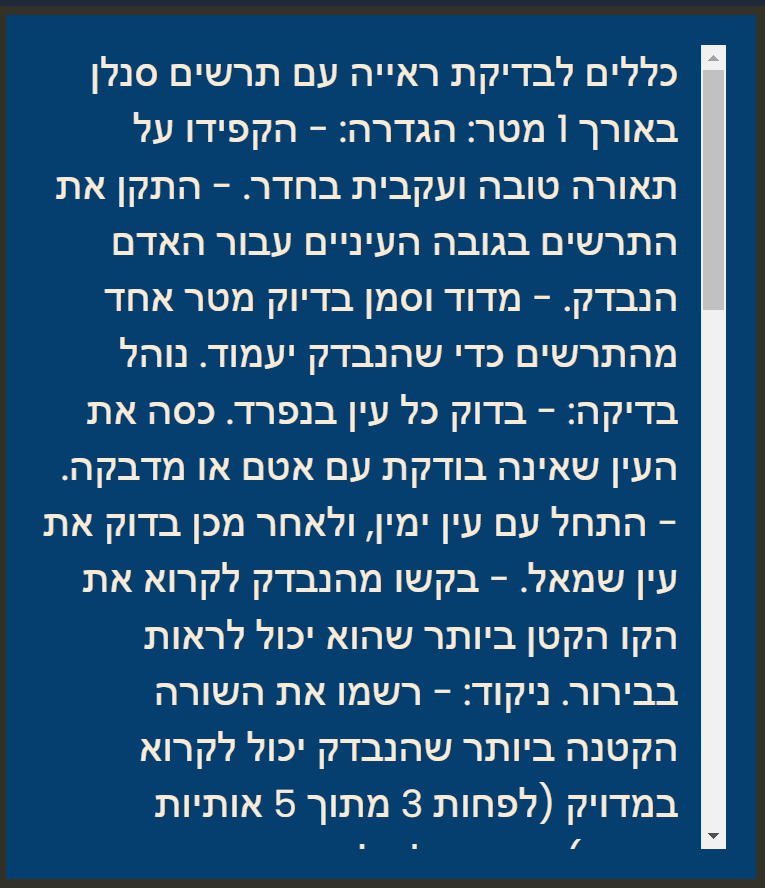 כללים לבדיקת ראייה עם תרשים סנלן
באורך 1 מטר: הגדרה: - הקפידו על
תאורה טובה ועקבית בחדר. - התקן את
התרשים בגובה העיניים עבור האדם
הנבדק. - מדוד וסמן בדיוק מטר אחד
מהתרשים כדי שהנבדק יעמוד. נוהל
בדיקה: - בדוק כל עין בנפרד. כסה את
העין שאינה בודקת עם אטם או מדבקה.
- התחל עם עין ימין, ולאחר מכן בדוק את
עין שמאל. - בקשו מהנבדק לקרוא את
הקו הקטן ביותר שהוא יכול לראות
בבירור. ניקוד: - רשמו את השורה
הקטנה ביותר שהנבדק יכול לקרוא
במדויק (לפחות 3 מתוך 5 אותיות